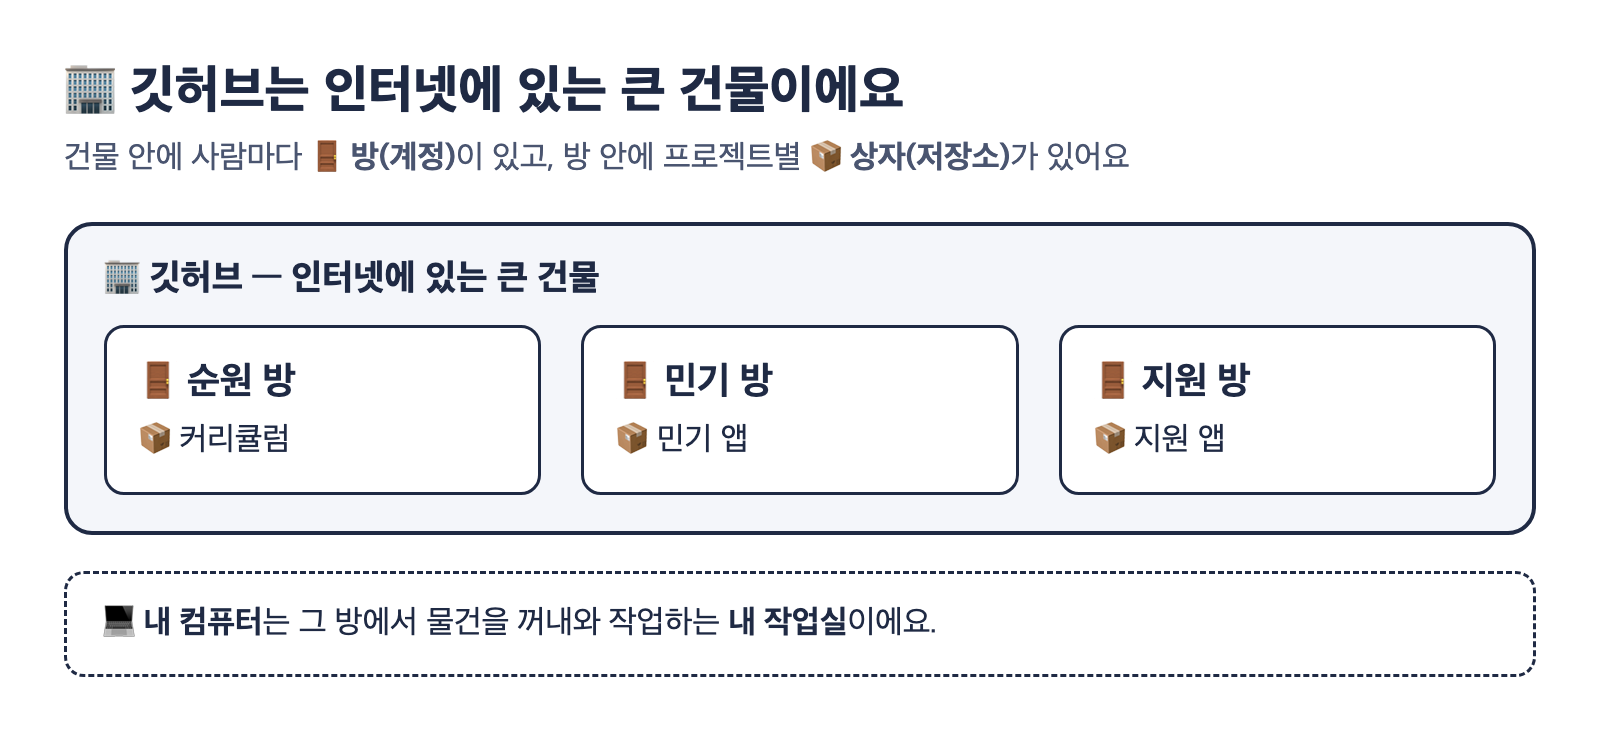 🏢 깃허브는 인터넷에 있는 큰 건물이에요
건물 안에 사람마다 🚪 방(계정)이 있고, 방 안에 프로젝트별 📦 상자(저장소)가 있어요
🏢 깃허브 — 인터넷에 있는 큰 건물
🚪 순원 방
📦 커리큘럼
🚪 민기 방
📦 민기 앱
🚪 지원 방
📦 지원 앱
💻 내 컴퓨터는 그 방에서 물건을 꺼내와 작업하는 내 작업실이에요.